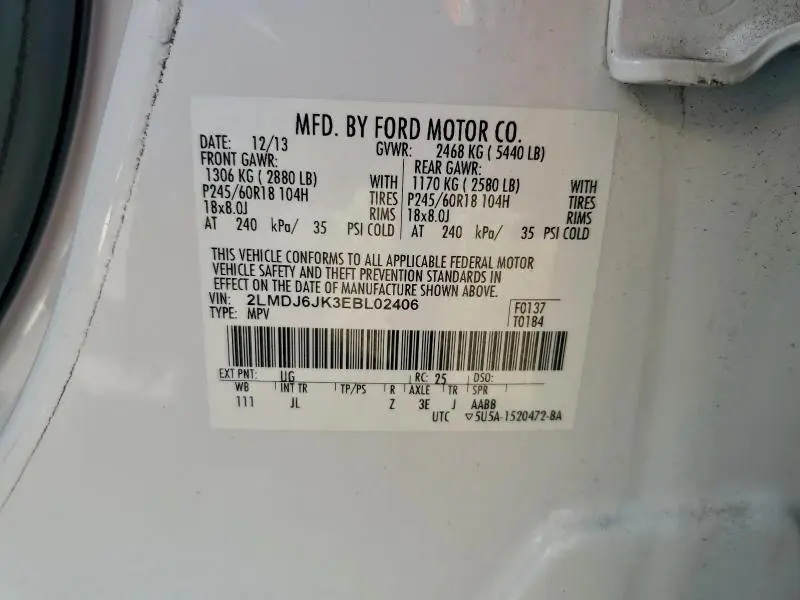 MFD. BY FORD MOTOR CO.
DATE: 12/13 GVWR: 2468 KG ( 5440 LB)
FRONT GAWR: REAR GAWR:
1306 KG ( 2880 LB) WITH 1170 KG ( 2580 LB) WITH
P245/60R18 104H TIRES P245/60R18 104H TIRES
18x8.0J RIMS 18x8.0J RIMS
AT 240 kPa/ 35 PSI COLD AT 240 kPa/ 35 PSI COLD
THIS VEHICLE CONFORMS TO ALL APPLICABLE FEDERAL MOTOR
VEHICLE SAFETY AND THEFT PREVENTION STANDARDS IN
EFFECT ON THE DATE OF MANUFACTURE SHOWN ABOVE.
VIN: 2LMDJ6JK3EBL02406 F0137
TYPE: MPV T0184
EXT PNT: UG RC: 25 DSO:
WB INT TR TP/PS R AXLE TR SPR
111 JL Z 3E J AABB
UTC ▽5U5A-1520472-BA